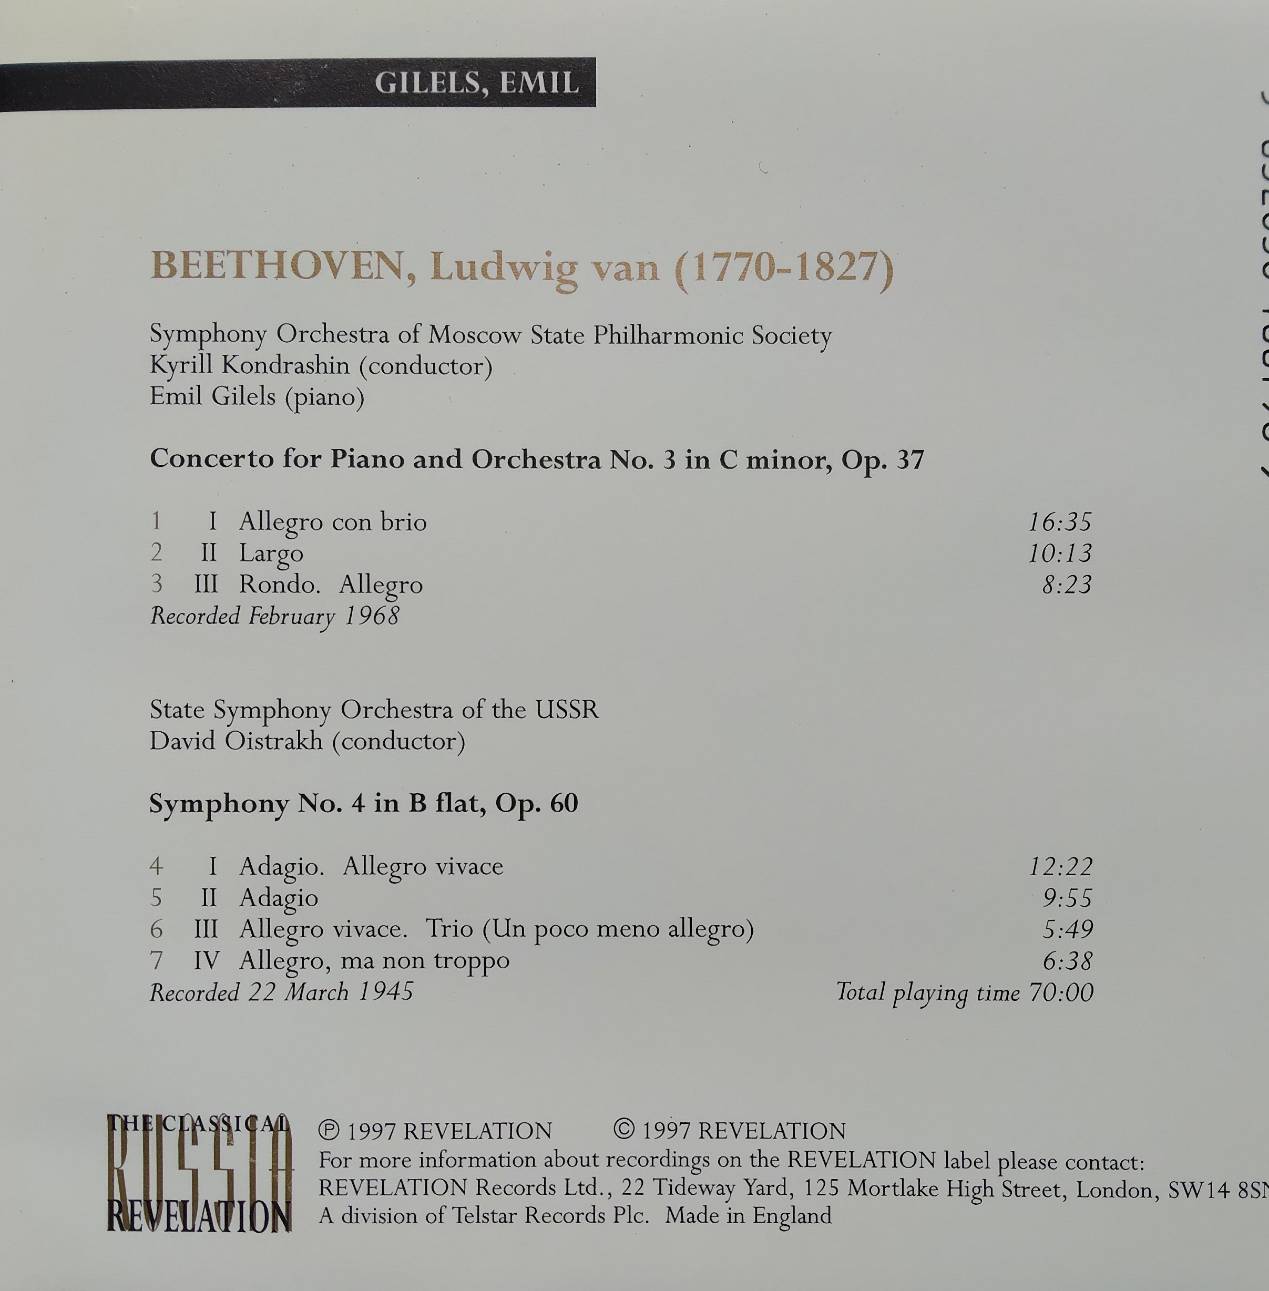 GILELS, EMIL
BEETHOVEN, Ludwig van (1770-1827)
Symphony Orchestra of Moscow State Philharmonic Society
Kyrill Kondrashin (conductor)
Emil Gilels (piano)
Concerto for Piano and Orchestra No. 3 in C minor, Op. 37
1 I Allegro con brio 16:35
2 II Largo 10:13
3 III Rondo. Allegro 8:23
Recorded February 1968
State Symphony Orchestra of the USSR
David Oistrakh (conductor)
Symphony No. 4 in B flat, Op. 60
4 I Adagio. Allegro vivace 12:22
5 II Adagio 9:55
6 III Allegro vivace. Trio (Un poco meno allegro) 5:49
7 IV Allegro, ma non troppo 6:38
Recorded 22 March 1945 Total playing time 70:00
THE CLASSICAL
RUSSIA
REVELATION
℗ 1997 REVELATION © 1997 REVELATION
For more information about recordings on the REVELATION label please contact:
REVELATION Records Ltd., 22 Tideway Yard, 125 Mortlake High Street, London, SW14
A division of Telstar Records Plc. Made in England